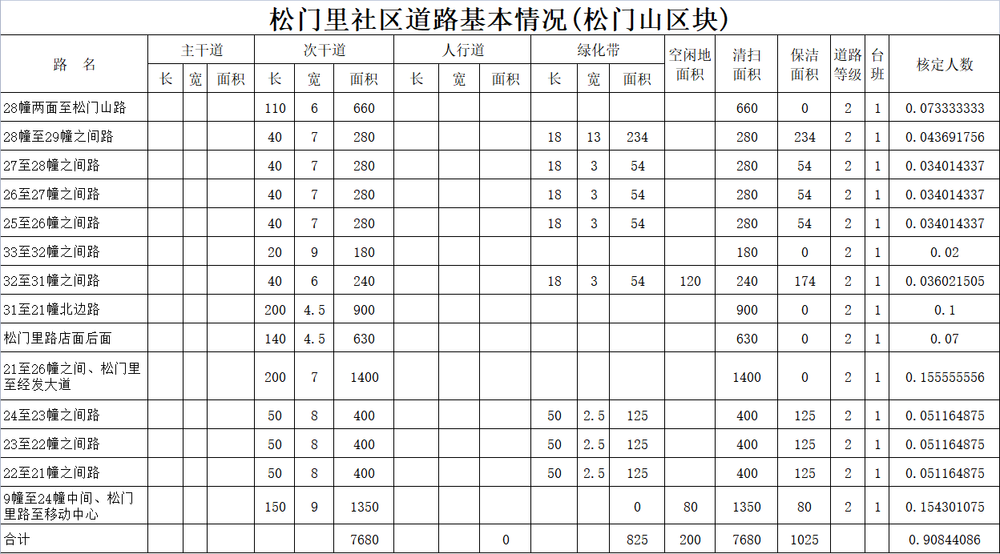 松门里社区道路基本情况(松门山区块)
路 名 主干道 次干道 人行道 绿化带 空闲地面积 清扫面积 保洁面积 道路等级 台班 核定人数
长 宽 面积 长 宽 面积 长 宽 面积 长 宽 面积
28幢两面至松门山路 110 6 660 660 0 2 1 0.073333333
28幢至29幢之间路 40 7 280 18 13 234 280 234 2 1 0.043691756
27至28幢之间路 40 7 280 18 3 54 280 54 2 1 0.034014337
26至27幢之间路 40 7 280 18 3 54 280 54 2 1 0.034014337
25至26幢之间路 40 7 280 18 3 54 280 54 2 1 0.034014337
33至32幢之间路 20 9 180 180 0 2 1 0.02
32至31幢之间路 40 6 240 18 3 54 120 240 174 2 1 0.036021505
31至21幢北边路 200 4.5 900 900 0 2 1 0.1
松门里路店面后面 140 4.5 630 630 0 2 1 0.07
21至26幢之间、松门里
至经发大道 200 7 1400 1400 0 2 1 0.155555556
24至23幢之间路 50 8 400 50 2.5 125 400 125 2 1 0.051164875
23至22幢之间路 50 8 400 50 2.5 125 400 125 2 1 0.051164875
22至21幢之间路 50 8 400 50 2.5 125 400 125 2 1 0.051164875
9幢至24幢中间、松门
里路至移动中心 150 9 1350 0 80 1350 80 2 1 0.154301075
合计 7680 0 825 200 7680 1025 0.90844086